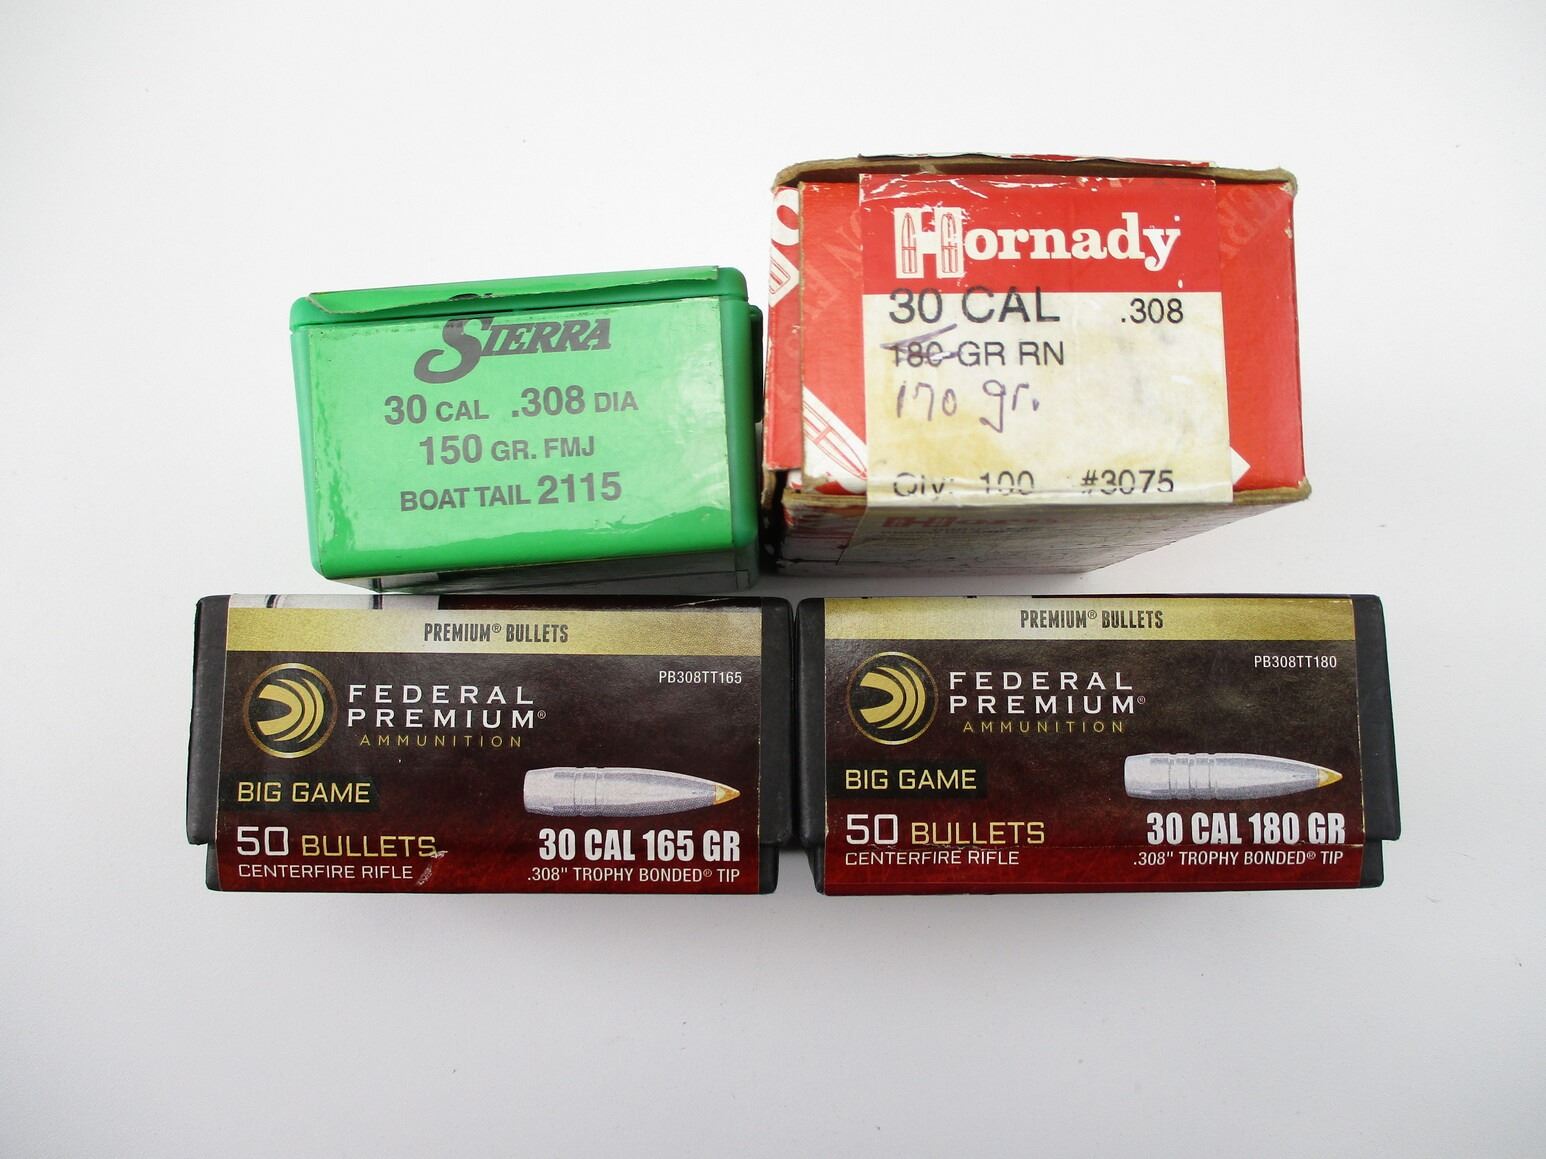 SIERRA
30 CAL .308 DIA
150 GR. FMJ
BOAT TAIL 2115
Hornady
30 CAL .308
180 GR RN
170 gr.
Qty: 100 #3075
PREMIUM® BULLETS
PB308TT165
FEDERAL
PREMIUM®
AMMUNITION
BIG GAME
50 BULLETS
CENTERFIRE RIFLE
30 CAL 165 GR
.308" TROPHY BONDED® TIP
PREMIUM® BULLETS
PB308TT180
FEDERAL
PREMIUM®
AMMUNITION
BIG GAME
50 BULLETS
CENTERFIRE RIFLE
30 CAL 180 GR
.308" TROPHY BONDED® TIP